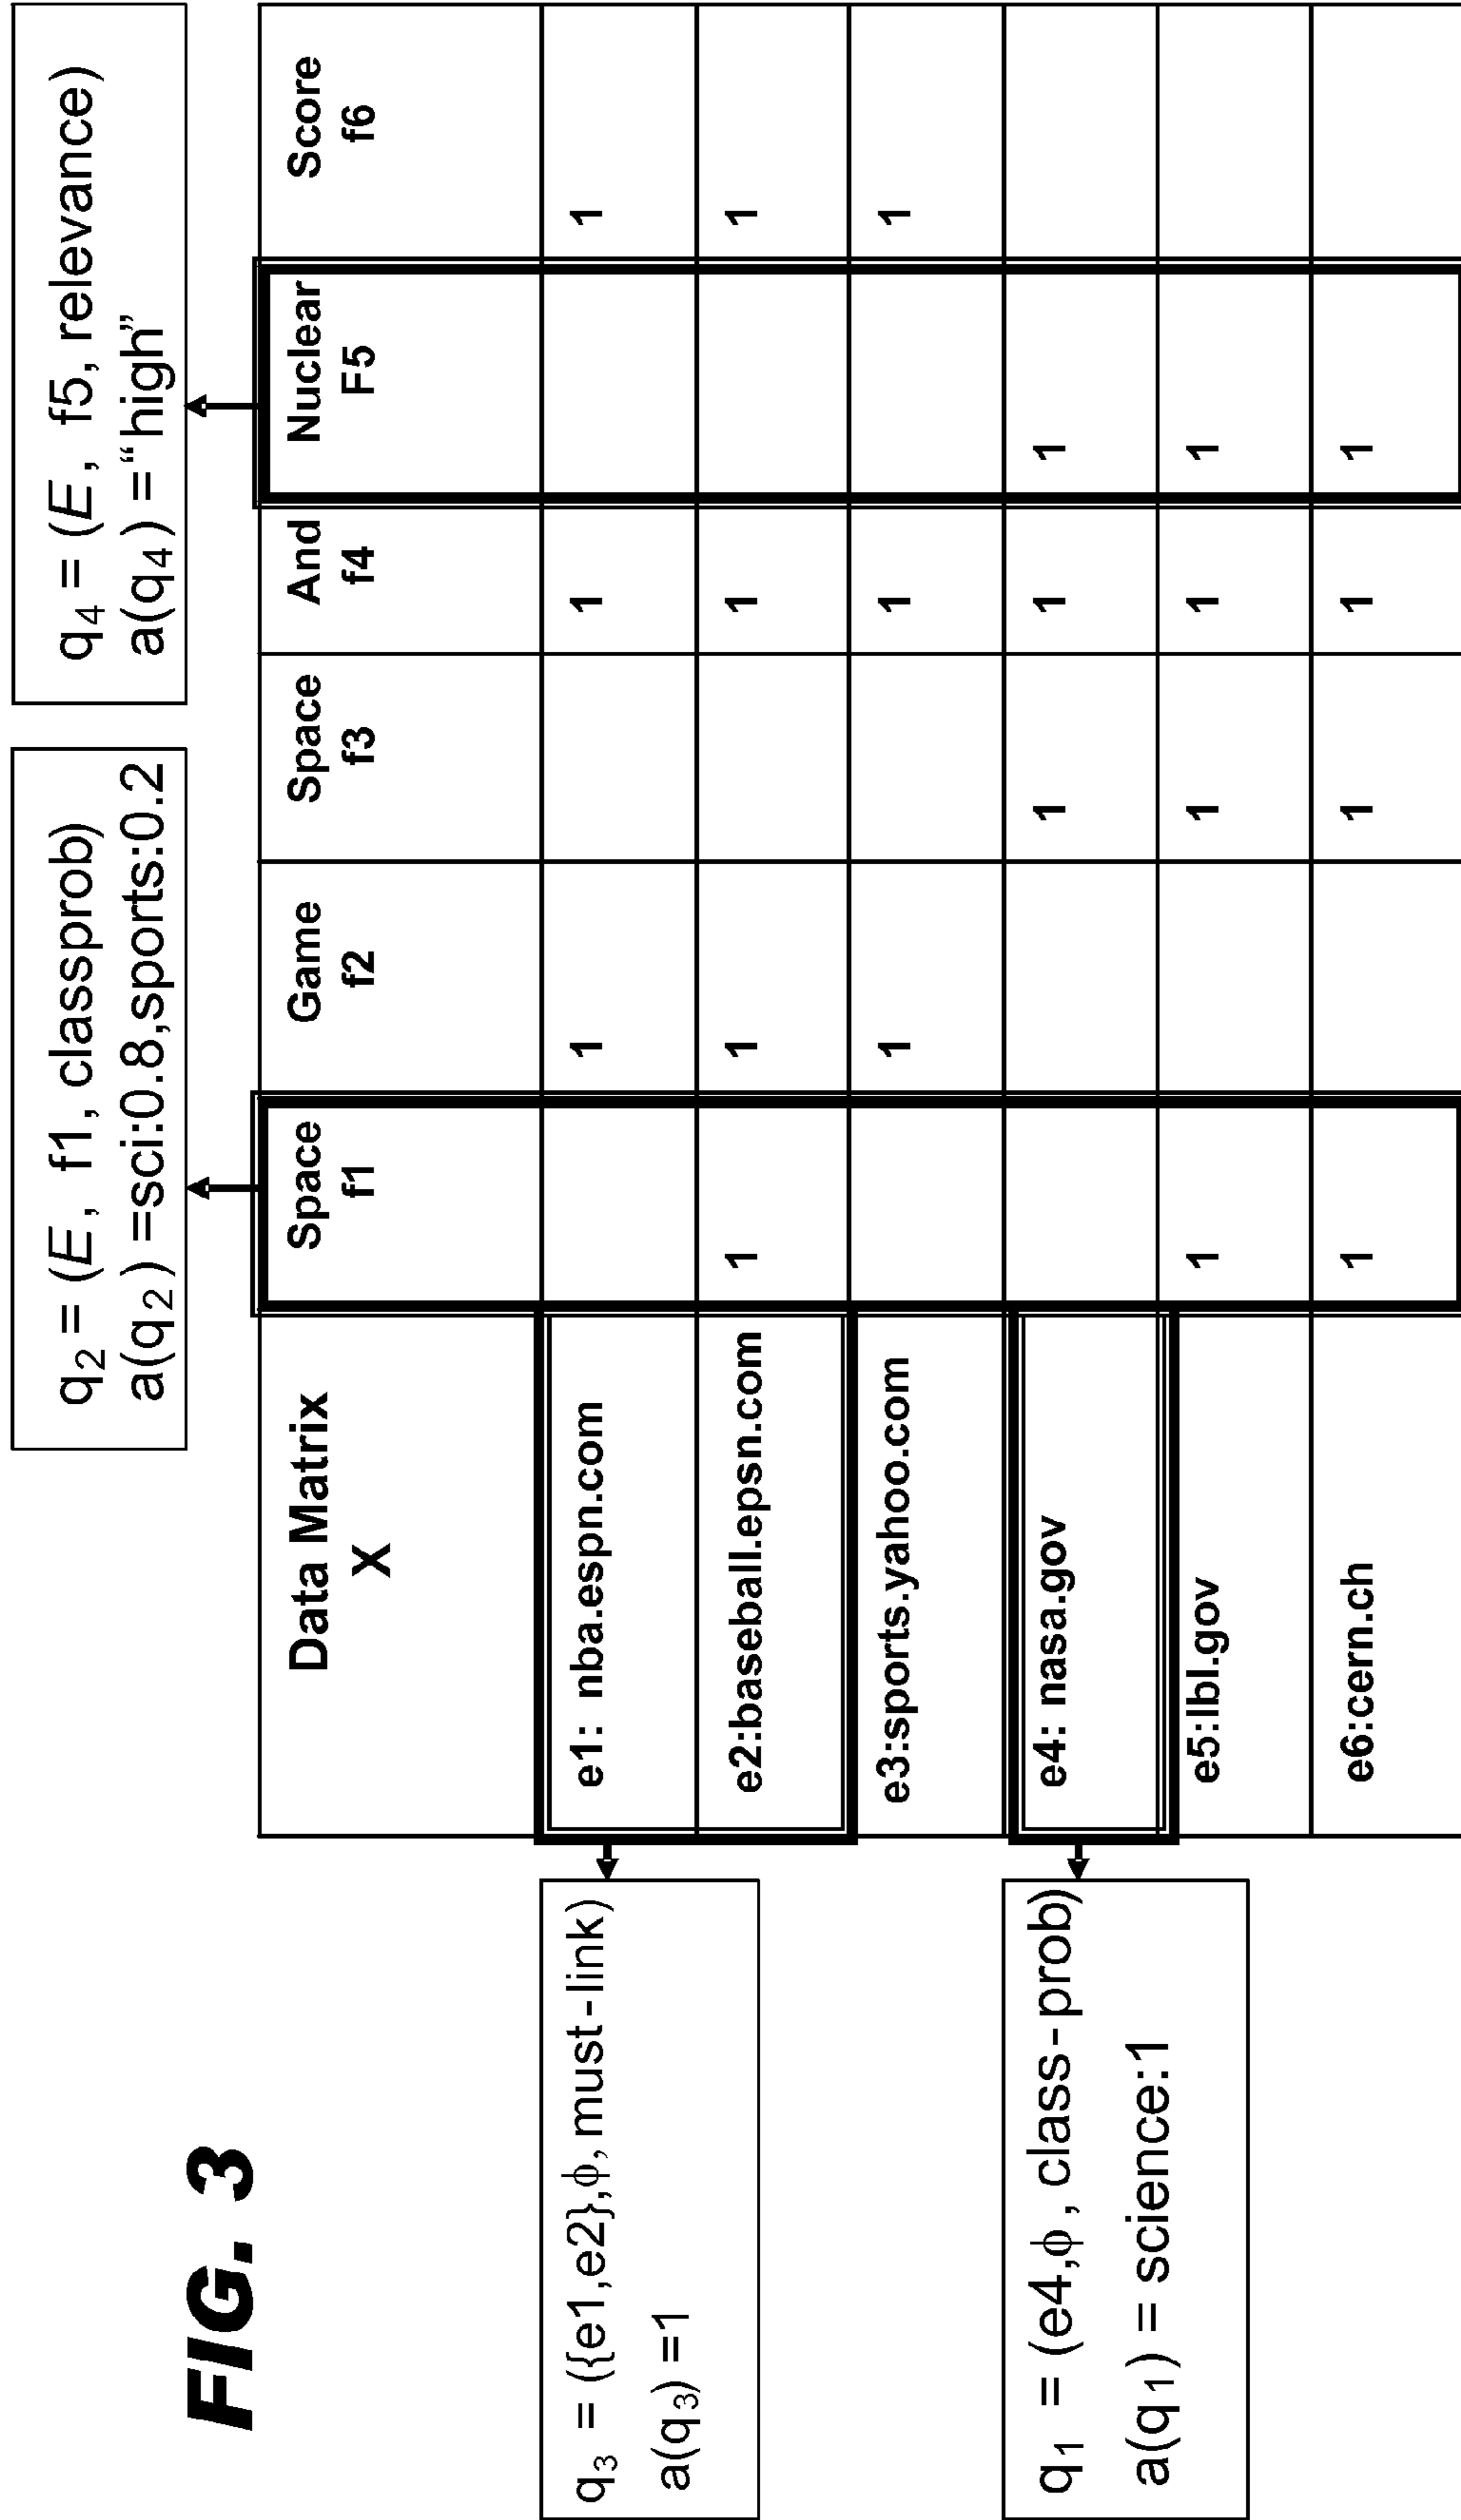 FIG. 3
q₂ = (E, f1, classprob)
a(q₂) =sci:0.8,sports:0.2
q₄ = (E, f5, relevance)
a(q₄) =“high”
q₃ = ({e1,e2},ϕ, must-link)
a(q₃) =1
q₁ = (e4,ϕ, class-prob)
a(q₁) = science:1
Data Matrix X Space f1 Game f2 Space f3 And f4 Nuclear F5 Score f6
e1: nba.espn.com 1 1 1
e2:baseball.epsn.com 1 1 1 1
e3:sports.yahoo.com 1 1 1
e4: nasa.gov 1 1 1
e5:lbl.gov 1 1 1 1
e6:cern.ch 1 1 1 1